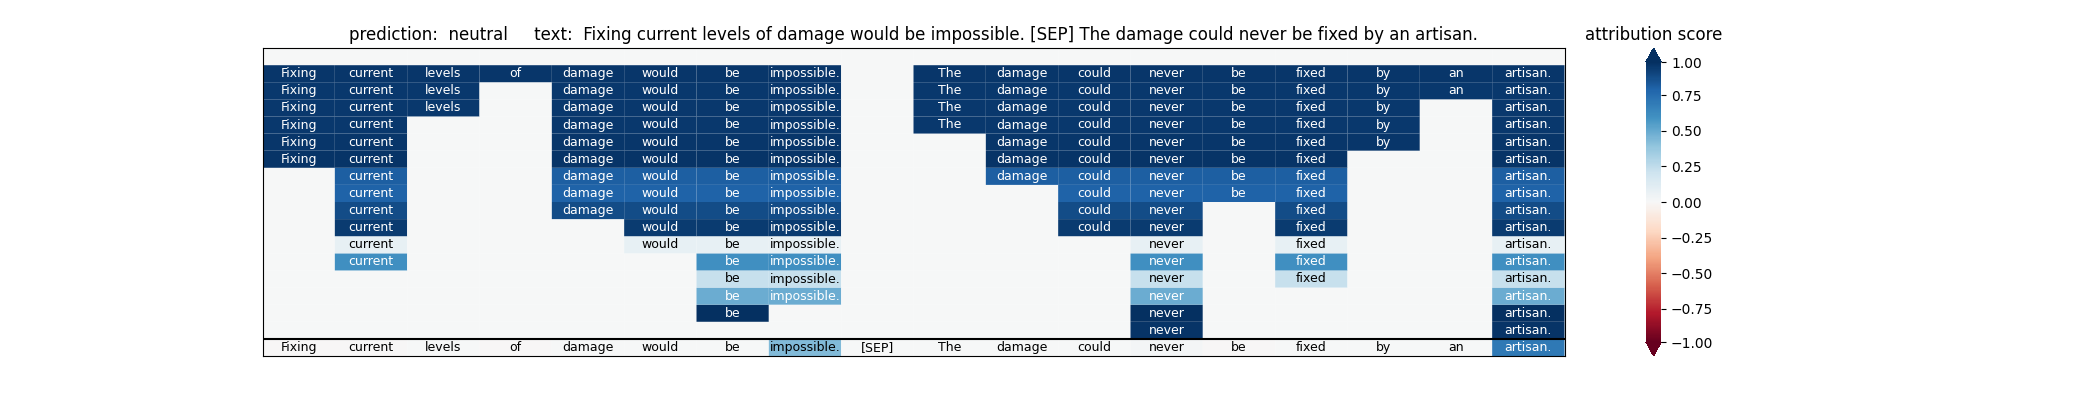 prediction:  neutral     text:  Fixing current levels of damage would be impossible. [SEP] The damage could never be fixed by an artisan.
attribution score
Fixing current levels of damage would be impossible. The damage could never be fixed by an artisan.
Fixing current levels damage would be impossible. The damage could never be fixed by an artisan.
Fixing current levels damage would be impossible. The damage could never be fixed by artisan.
Fixing current damage would be impossible. The damage could never be fixed by artisan.
Fixing current damage would be impossible. damage could never be fixed by artisan.
Fixing current damage would be impossible. damage could never be fixed artisan.
current damage would be impossible. damage could never be fixed artisan.
current damage would be impossible. could never be fixed artisan.
current damage would be impossible. could never fixed artisan.
current would be impossible. could never fixed artisan.
current would be impossible. never fixed artisan.
current be impossible. never fixed artisan.
be impossible. never fixed artisan.
be impossible. never artisan.
be never artisan.
never artisan.
Fixing current levels of damage would be impossible. [SEP] The damage could never be fixed by an artisan.
1.00
0.75
0.50
0.25
0.00
−0.25
−0.50
−0.75
−1.00